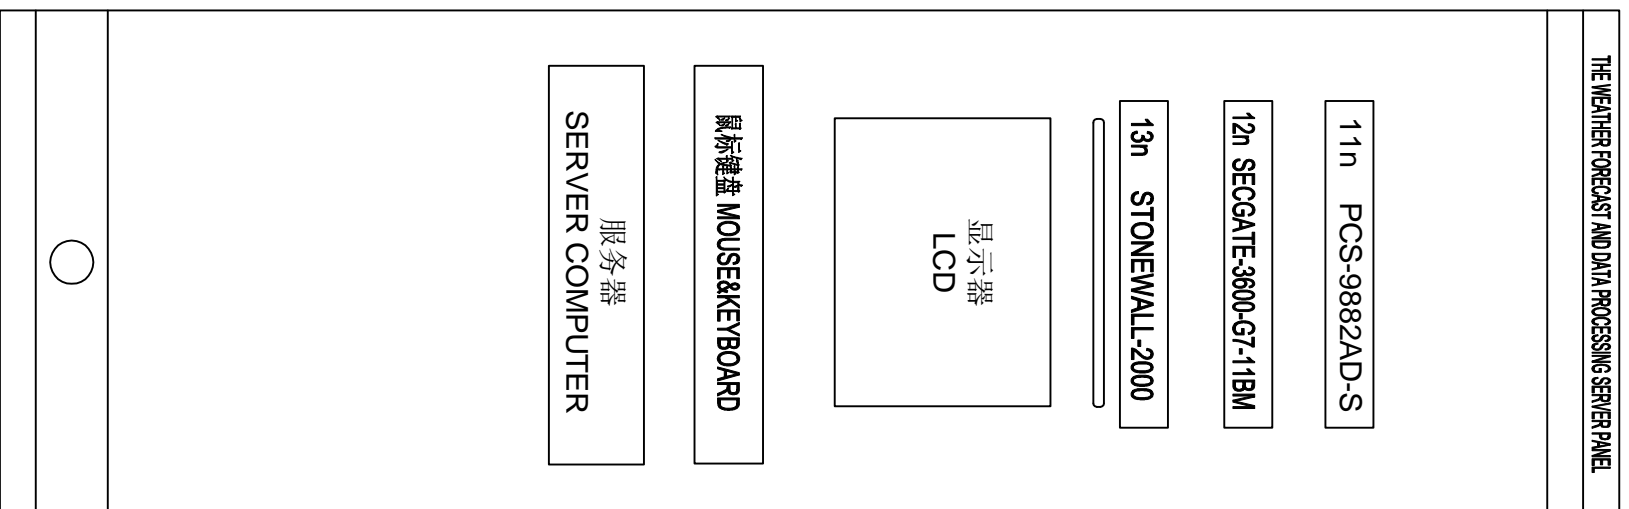 THE WEATHER FORECAST AND DATA PROCESSING SERVER PANEL
11n PCS-9882AD-S
12n SECGATE-3600-G7-11BM
13n STONEWALL-2000
显示器
LCD
鼠标键盘 MOUSE&KEYBOARD
服务器
SERVER COMPUTER